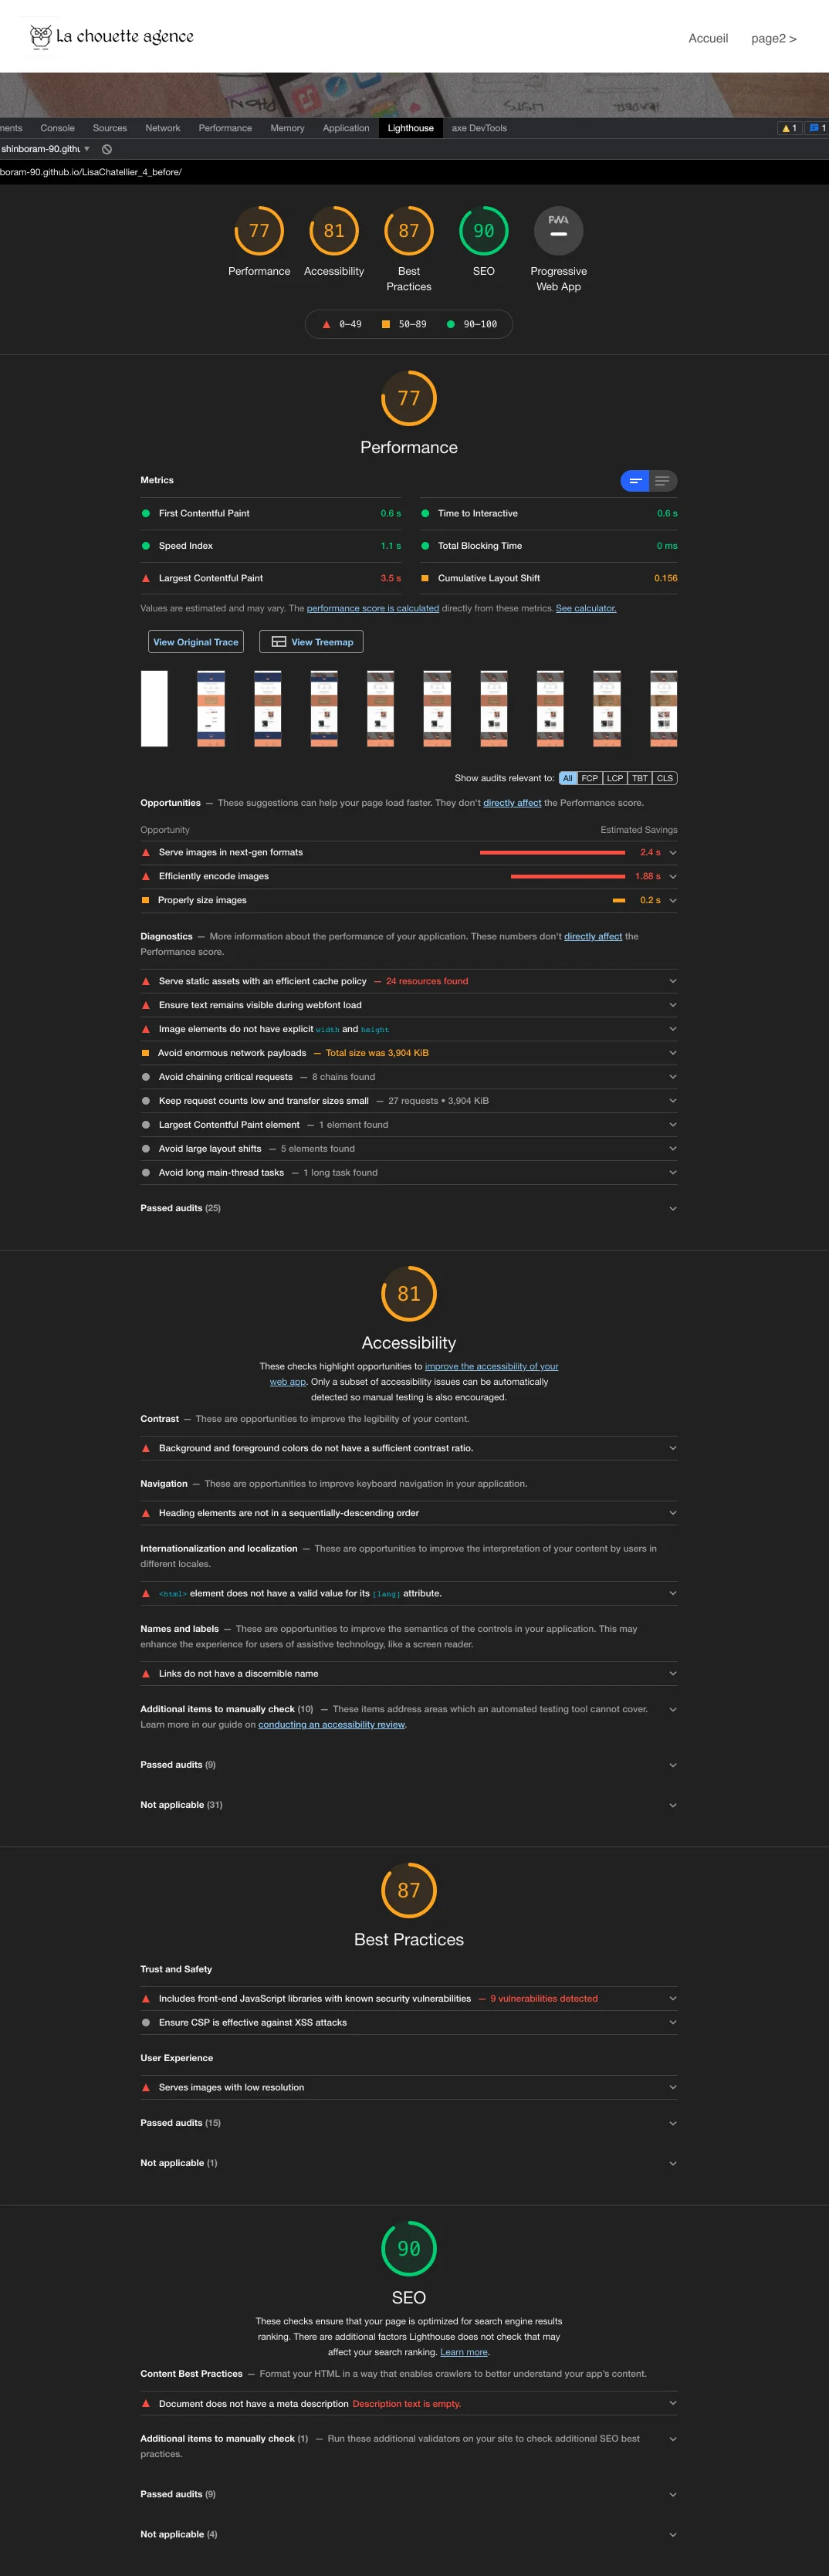 La chouette agence
Accueil page2 >
ments Console Sources Network Performance Memory Application Lighthouse axe DevTools 1 1
shinboram-90.githu
boram-90.github.io/LisaChatellier_4_before/
77 81 87 90 PWA
Performance Accessibility Best Practices SEO Progressive Web App
0–49 50–89 90–100
77
Performance
Metrics
First Contentful Paint 0.6 s Time to Interactive 0.6 s
Speed Index 1.1 s Total Blocking Time 0 ms
Largest Contentful Paint 3.5 s Cumulative Layout Shift 0.156
Values are estimated and may vary. The performance score is calculated directly from these metrics. See calculator.
View Original Trace View Treemap
Show audits relevant to: All FCP LCP TBT CLS
Opportunities — These suggestions can help your page load faster. They don't directly affect the Performance score.
Opportunity Estimated Savings
Serve images in next-gen formats 2.4 s
Efficiently encode images 1.88 s
Properly size images 0.2 s
Diagnostics — More information about the performance of your application. These numbers don't directly affect the
Performance score.
Serve static assets with an efficient cache policy — 24 resources found
Ensure text remains visible during webfont load
Image elements do not have explicit width and height
Avoid enormous network payloads — Total size was 3,904 KiB
Avoid chaining critical requests — 8 chains found
Keep request counts low and transfer sizes small — 27 requests • 3,904 KiB
Largest Contentful Paint element — 1 element found
Avoid large layout shifts — 5 elements found
Avoid long main-thread tasks — 1 long task found
Passed audits (25)
81
Accessibility
These checks highlight opportunities to improve the accessibility of your
web app. Only a subset of accessibility issues can be automatically
detected so manual testing is also encouraged.
Contrast — These are opportunities to improve the legibility of your content.
Background and foreground colors do not have a sufficient contrast ratio.
Navigation — These are opportunities to improve keyboard navigation in your application.
Heading elements are not in a sequentially-descending order
Internationalization and localization — These are opportunities to improve the interpretation of your content by users in
different locales.
<html> element does not have a valid value for its [lang] attribute.
Names and labels — These are opportunities to improve the semantics of the controls in your application. This may
enhance the experience for users of assistive technology, like a screen reader.
Links do not have a discernible name
Additional items to manually check (10) — These items address areas which an automated testing tool cannot cover.
Learn more in our guide on conducting an accessibility review.
Passed audits (9)
Not applicable (31)
87
Best Practices
Trust and Safety
Includes front-end JavaScript libraries with known security vulnerabilities — 9 vulnerabilities detected
Ensure CSP is effective against XSS attacks
User Experience
Serves images with low resolution
Passed audits (15)
Not applicable (1)
90
SEO
These checks ensure that your page is optimized for search engine results
ranking. There are additional factors Lighthouse does not check that may
affect your search ranking. Learn more.
Content Best Practices — Format your HTML in a way that enables crawlers to better understand your app's content.
Document does not have a meta description Description text is empty.
Additional items to manually check (1) — Run these additional validators on your site to check additional SEO best
practices.
Passed audits (9)
Not applicable (4)